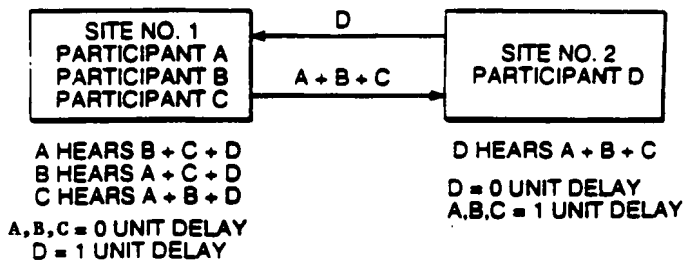 SITE NO. 1
PARTICIPANT A
PARTICIPANT B
PARTICIPANT C
D
A + B + C
SITE NO. 2
PARTICIPANT D
A HEARS B + C + D
B HEARS A + C + D
C HEARS A + B + D
A,B,C = 0 UNIT DELAY
D = 1 UNIT DELAY
D HEARS A + B + C
D = 0 UNIT DELAY
A,B,C = 1 UNIT DELAY